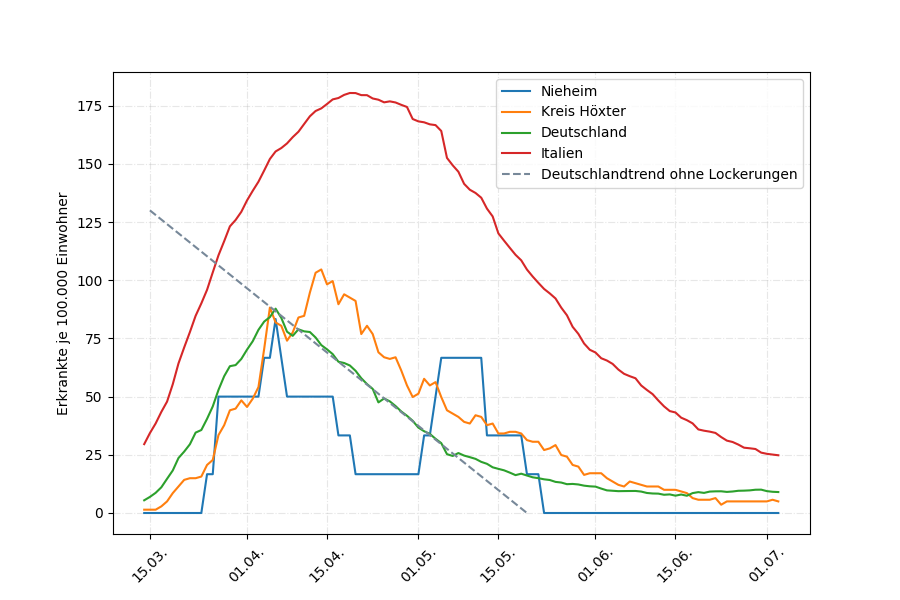 Erkrankte je 100.000 Einwohner
175
150
125
100
75
50
25
0
Nieheim
Kreis Höxter
Deutschland
Italien
Deutschlandtrend ohne Lockerungen
15.03.
01.04.
15.04.
01.05.
15.05.
01.06.
15.06.
01.07.